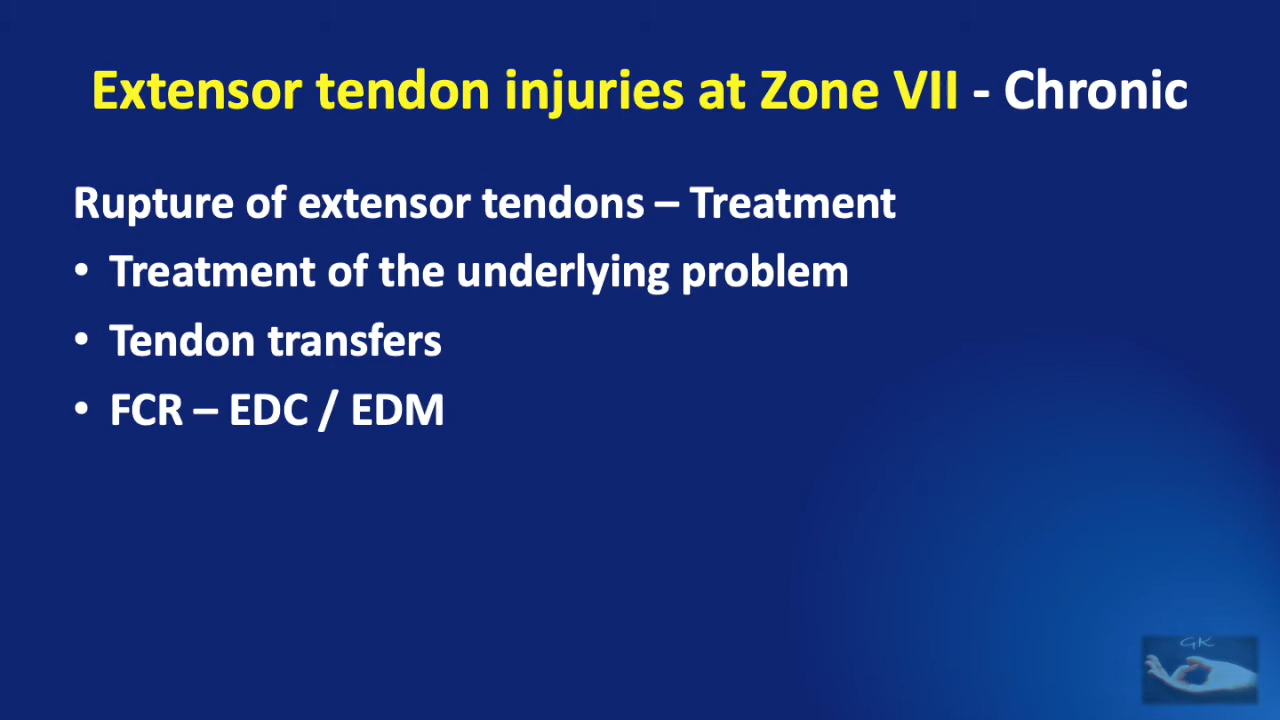 Extensor tendon injuries at Zone VII - Chronic
Rupture of extensor tendons – Treatment
• Treatment of the underlying problem
• Tendon transfers
• FCR – EDC / EDM
GK